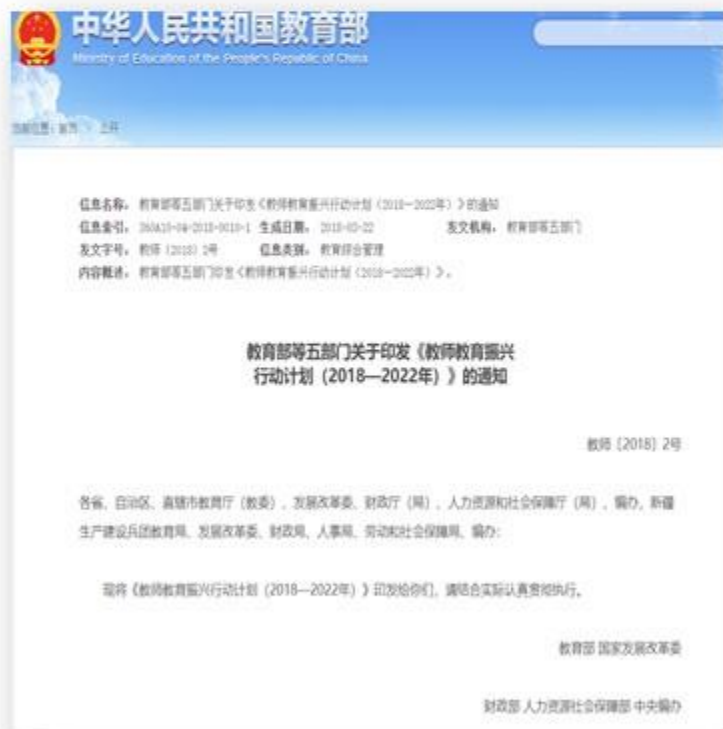 中华人民共和国教育部
Ministry of Education of the People's Republic of China
当前位置: 首页 > 公开
信息名称: 教育部等五部门关于印发《教师教育振兴行动计划（2018—2022年）》的通知
信息索引: 360A10-04-2018-0010-1 生成日期: 2018-03-22 发文机构: 教育部等五部门
发文字号: 教师〔2018〕2号 信息类别: 教育综合管理
内容概述: 教育部等五部门印发《教师教育振兴行动计划（2018—2022年）》。
教育部等五部门关于印发《教师教育振兴
行动计划（2018—2022年）》的通知
教师〔2018〕2号
各省、自治区、直辖市教育厅（教委）、发展改革委、财政厅（局）、人力资源和社会保障厅（局）、编办，新疆
生产建设兵团教育局、发展改革委、财政局、人事局、劳动和社会保障局、编办：
现将《教师教育振兴行动计划（2018—2022年）》印发给你们，请结合实际认真贯彻执行。
教育部 国家发展改革委
财政部 人力资源社会保障部 中央编办